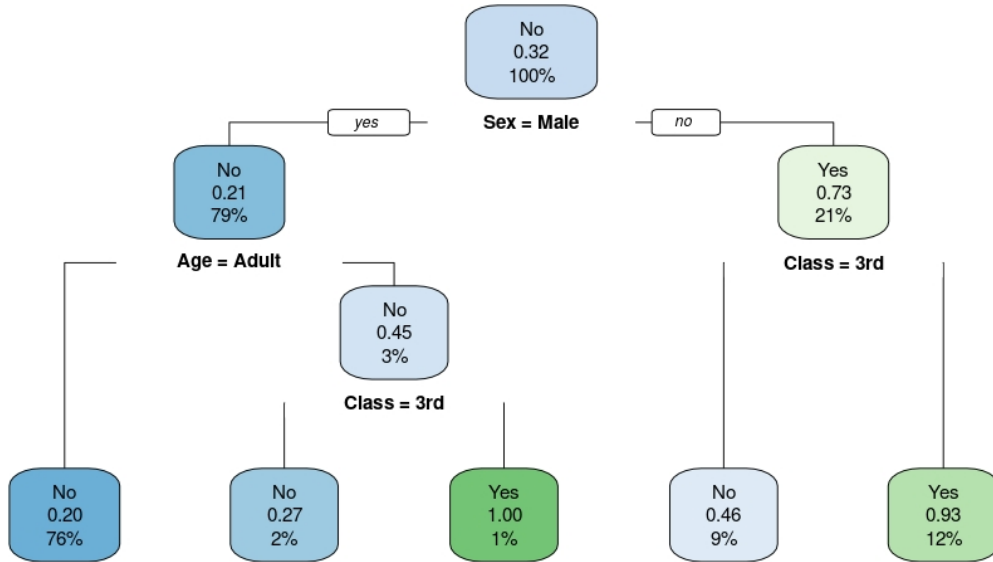 No
0.32
100%
yes
Sex = Male
no
No
0.21
79%
Yes
0.73
21%
Age = Adult
Class = 3rd
No
0.45
3%
Class = 3rd
No
0.20
76%
No
0.27
2%
Yes
1.00
1%
No
0.46
9%
Yes
0.93
12%